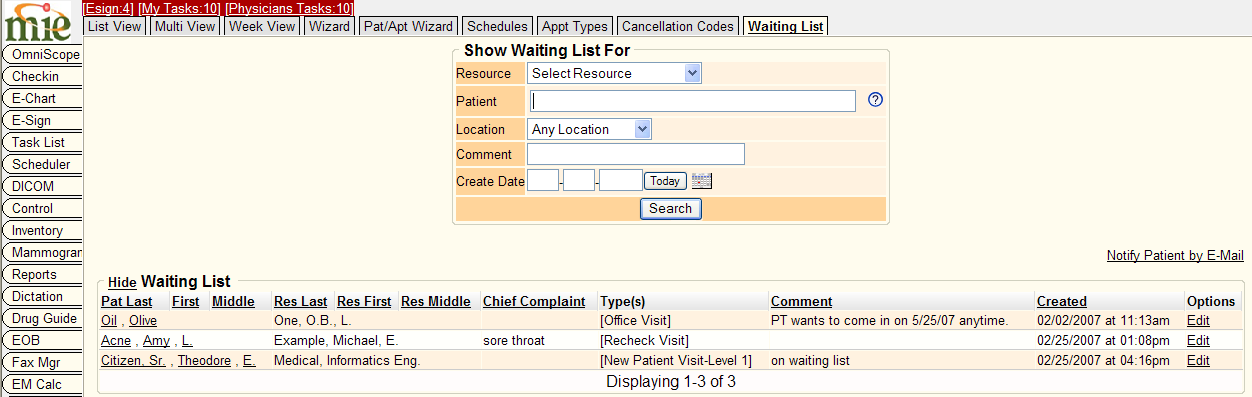 mie
[Esign:4] [My Tasks:10] [Physicians Tasks:10]
List View Multi View Week View Wizard Pat/Apt Wizard Schedules Appt Types Cancellation Codes Waiting List
OmniScope
Checkin
E-Chart
E-Sign
Task List
Scheduler
DICOM
Control
Inventory
Mammogran
Reports
Dictation
Drug Guide
EOB
Fax Mgr
EM Calc
Show Waiting List For
Resource Select Resource
Patient ?
Location Any Location
Comment
Create Date - - Today
Search
Notify Patient by E-Mail
Hide Waiting List
Pat Last First Middle Res Last Res First Res Middle Chief Complaint Type(s) Comment Created Options
Oil , Olive One, O.B., L. [Office Visit] PT wants to come in on 5/25/07 anytime. 02/02/2007 at 11:13am Edit
Acne , Amy , L. Example, Michael, E. sore throat [Recheck Visit] 02/25/2007 at 01:08pm Edit
Citizen, Sr. , Theodore , E. Medical, Informatics Eng. [New Patient Visit-Level 1] on waiting list 02/25/2007 at 04:16pm Edit
Displaying 1-3 of 3